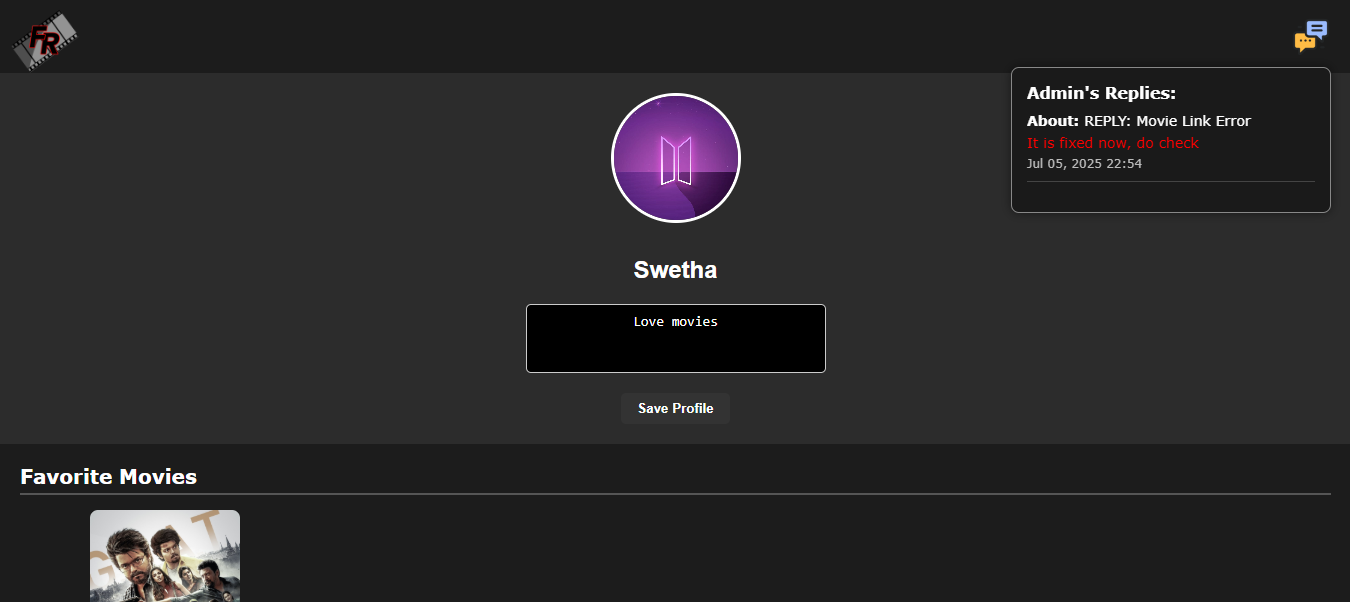 FR
Admin's Replies:
About: REPLY: Movie Link Error
It is fixed now, do check
Jul 05, 2025 22:54
Swetha
Love movies
Save Profile
Favorite Movies
GOAT